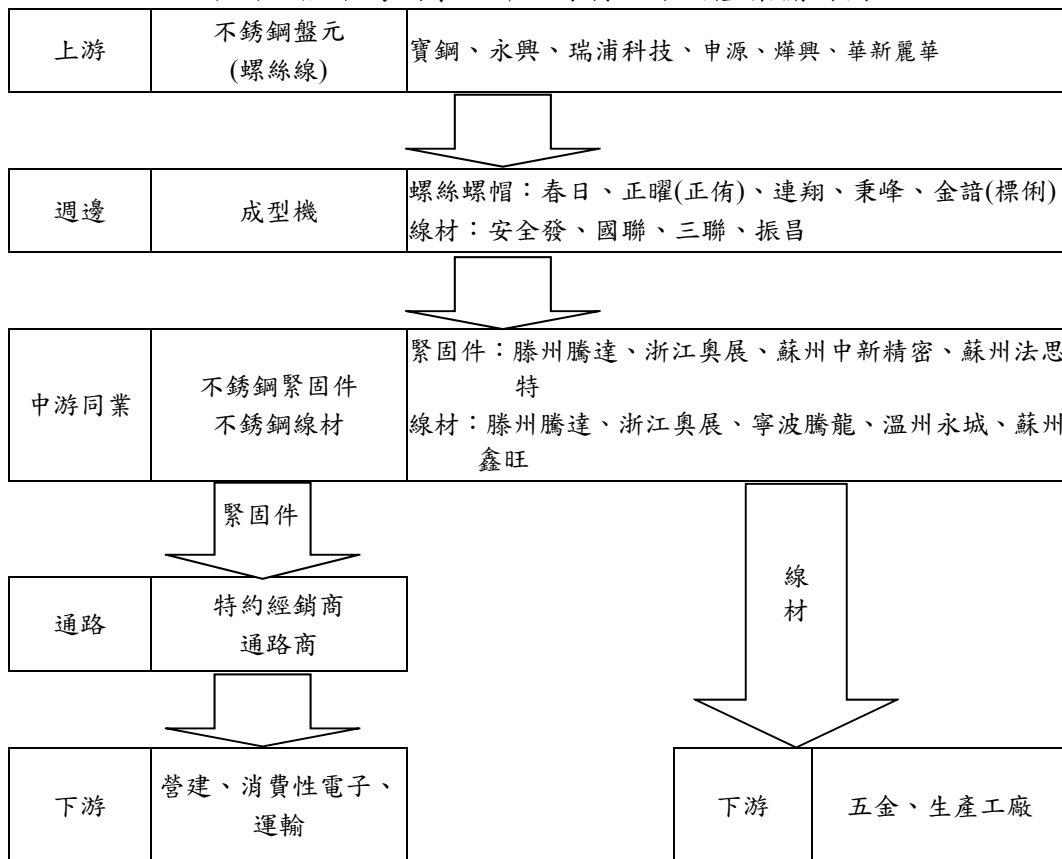 上游
不銹鋼盤元
(螺絲線)
寶鋼、永興、瑞浦科技、申源、燁興、華新麗華
週邊
成型機
螺絲螺帽：春日、正曜(正侑)、連翔、秉峰、金諳(標俐)
線材：安全發、國聯、三聯、振昌
中游同業
不銹鋼緊固件
不銹鋼線材
緊固件：滕州騰達、浙江奧展、蘇州中新精密、蘇州法思
特
線材：滕州騰達、浙江奧展、寧波騰龍、溫州永城、蘇州
鑫旺
緊固件
線
材
通路
特約經銷商
通路商
下游
營建、消費性電子、
運輸
下游
五金、生產工廠